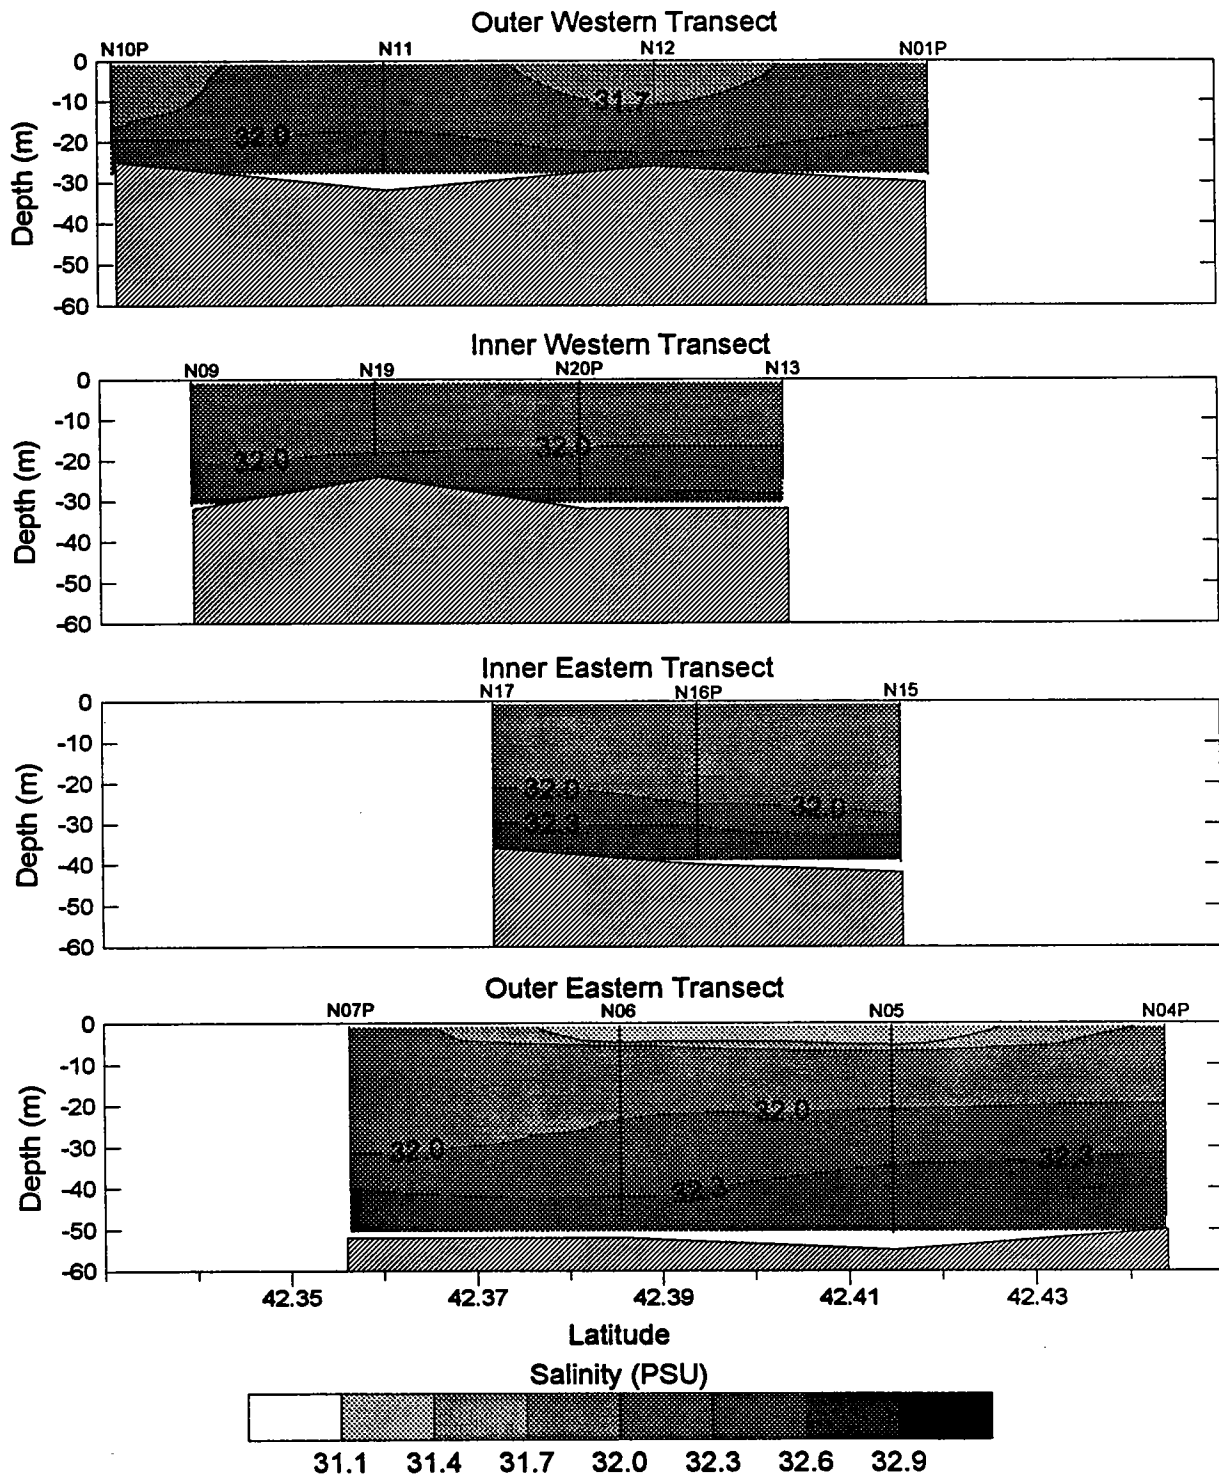 Outer Western Transect
N10P N11 N12 N01P
0
-10
-20
-30
-40
-50
-60
Depth (m)
31.7
32.0
Inner Western Transect
N09 N19 N20P N13
0
-10
-20
-30
-40
-50
-60
Depth (m)
32.0 32.0
Inner Eastern Transect
N17 N16P N15
0
-10
-20
-30
-40
-50
-60
Depth (m)
32.0 32.0
32.3
Outer Eastern Transect
N07P N06 N05 N04P
0
-10
-20
-30
-40
-50
-60
Depth (m)
32.0 32.0
32.3 32.3
42.35 42.37 42.39 42.41 42.43
Latitude
Salinity (PSU)
31.1 31.4 31.7 32.0 32.3 32.6 32.9